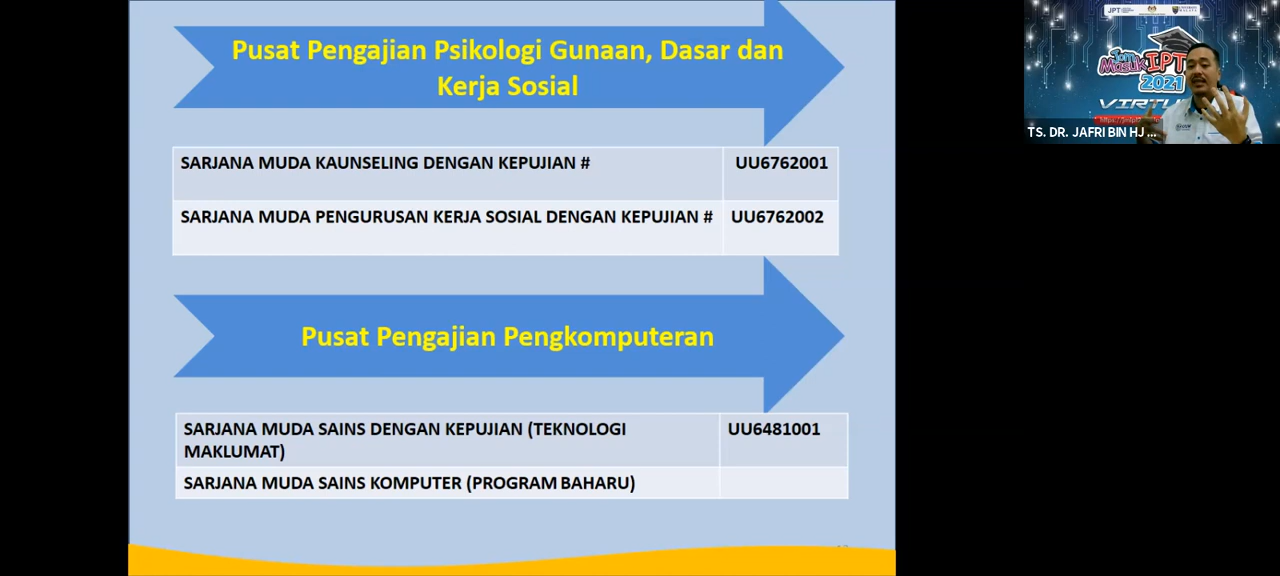 Pusat Pengajian Psikologi Gunaan, Dasar dan
Kerja Sosial
SARJANA MUDA KAUNSELING DENGAN KEPUJIAN # UU6762001
SARJANA MUDA PENGURUSAN KERJA SOSIAL DENGAN KEPUJIAN # UU6762002
Pusat Pengajian Pengkomputeran
SARJANA MUDA SAINS DENGAN KEPUJIAN (TEKNOLOGI UU6481001
MAKLUMAT)
SARJANA MUDA SAINS KOMPUTER (PROGRAM BAHARU)
JPT
Jom
Masuk IPT
2021
TS. DR. JAFRI BIN HJ ...